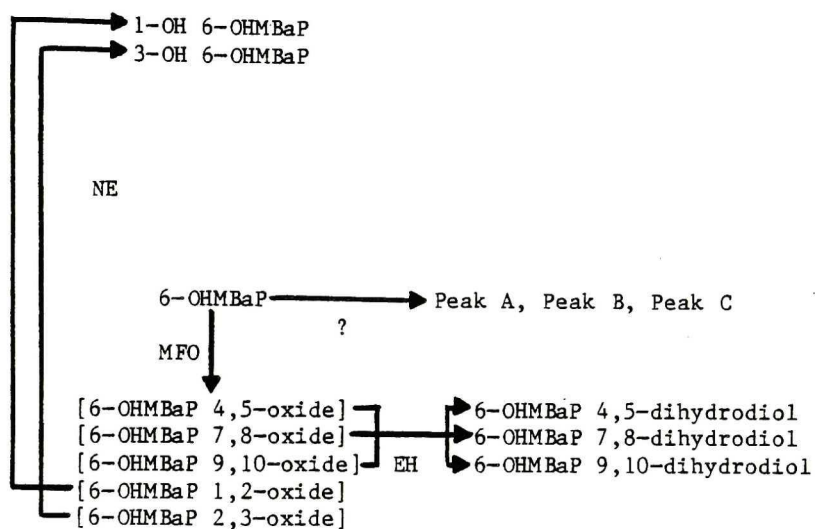 1-OH 6-OHMBaP
3-OH 6-OHMBaP
NE
6-OHMBaP Peak A, Peak B, Peak C
?
MFO
[6-OHMBaP 4,5-oxide] 6-OHMBaP 4,5-dihydrodiol
[6-OHMBaP 7,8-oxide] 6-OHMBaP 7,8-dihydrodiol
[6-OHMBaP 9,10-oxide] EH 6-OHMBaP 9,10-dihydrodiol
[6-OHMBaP 1,2-oxide]
[6-OHMBaP 2,3-oxide]